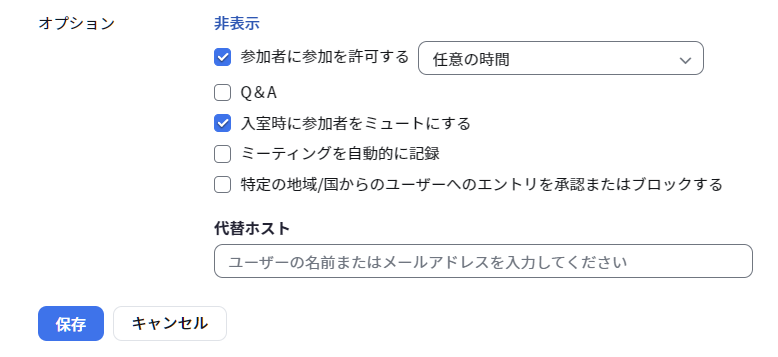 オプション
非表示
参加者に参加を許可する 任意の時間
Q&A
入室時に参加者をミュートにする
ミーティングを自動的に記録
特定の地域/国からのユーザーへのエントリを承認またはブロックする
代替ホスト
ユーザーの名前またはメールアドレスを入力してください
保存 キャンセル